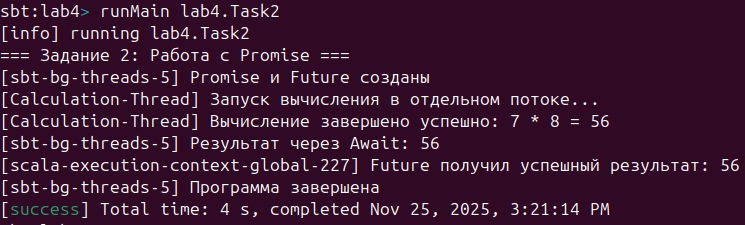 sbt:lab4> runMain lab4.Task2
[info] running lab4.Task2
=== Задание 2: Работа с Promise ===
[sbt-bg-threads-5] Promise и Future созданы
[Calculation-Thread] Запуск вычисления в отдельном потоке...
[Calculation-Thread] Вычисление завершено успешно: 7 * 8 = 56
[sbt-bg-threads-5] Результат через Await: 56
[scala-execution-context-global-227] Future получил успешный результат: 56
[sbt-bg-threads-5] Программа завершена
[success] Total time: 4 s, completed Nov 25, 2025, 3:21:14 PM